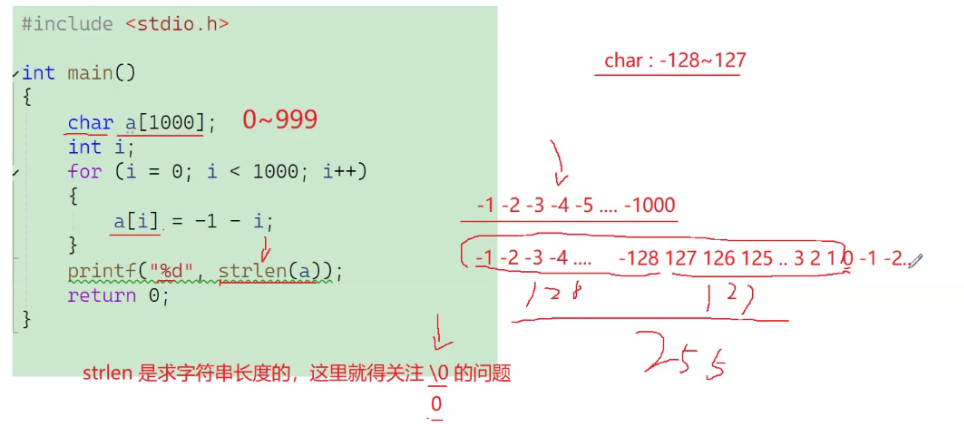 #include <stdio.h>
int main()
{
char a[1000]; 0~999
int i;
for (i = 0; i < 1000; i++)
{
a[i] = -1 - i;
}
printf("%d", strlen(a));
return 0;
}
strlen 是求字符串长度的，这里就得关注 \0 的问题
0
char : -128~127
-1 -2 -3 -4 -5 .... -1000
-1 -2 -3 -4 .... -128 127 126 125 .. 3 2 1 0 -1 -2..
128 127
255